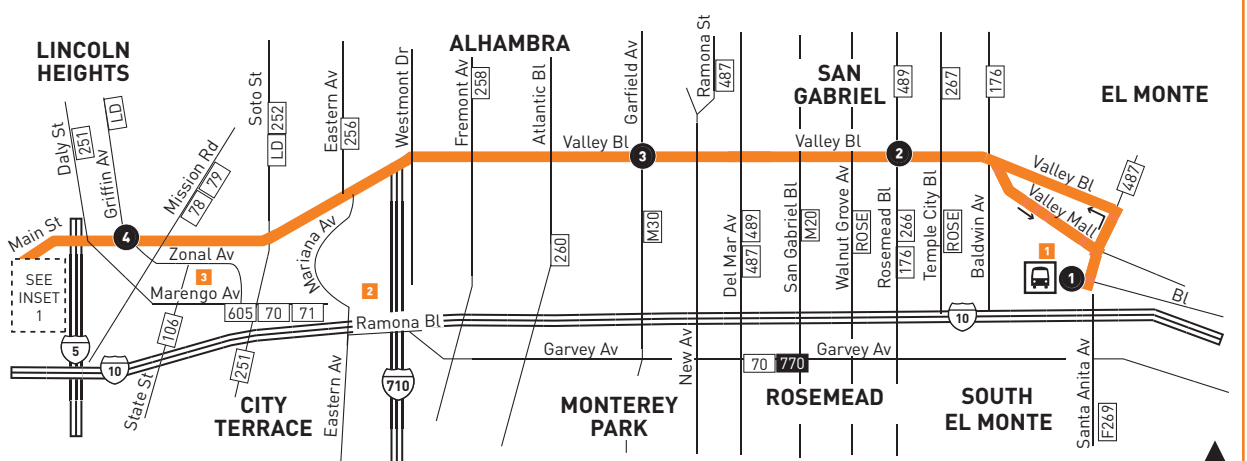 LINCOLN
HEIGHTS
ALHAMBRA
SAN
GABRIEL
EL MONTE
Daly St
251
Griffin Av
LD
Mission Rd
78
79
Soto St
LD
252
Eastern Av
256
Westmont Dr
Fremont Av
258
Atlantic Bl
260
Garfield Av
M30
Ramona St
487
489
267
176
Valley Bl
3
Valley Bl
2
Valley Bl
Valley Mall
487
Main St
4
Zonal Av
3
Marengo Av
SEE
INSET
1
Mariana Av
2
605
70
71
Ramona Bl
Del Mar Av
487
489
San Gabriel Bl
M20
Walnut Grove Av
ROSE
Rosemead Bl
176
266
Temple City Bl
ROSE
Baldwin Av
1
1
Bl
5
10
State St
106
251
Eastern Av
710
10
Garvey Av
New Av
70
770
Garvey Av
Santa Anita Av
F269
CITY
TERRACE
MONTEREY
PARK
ROSEMEAD
SOUTH
EL MONTE